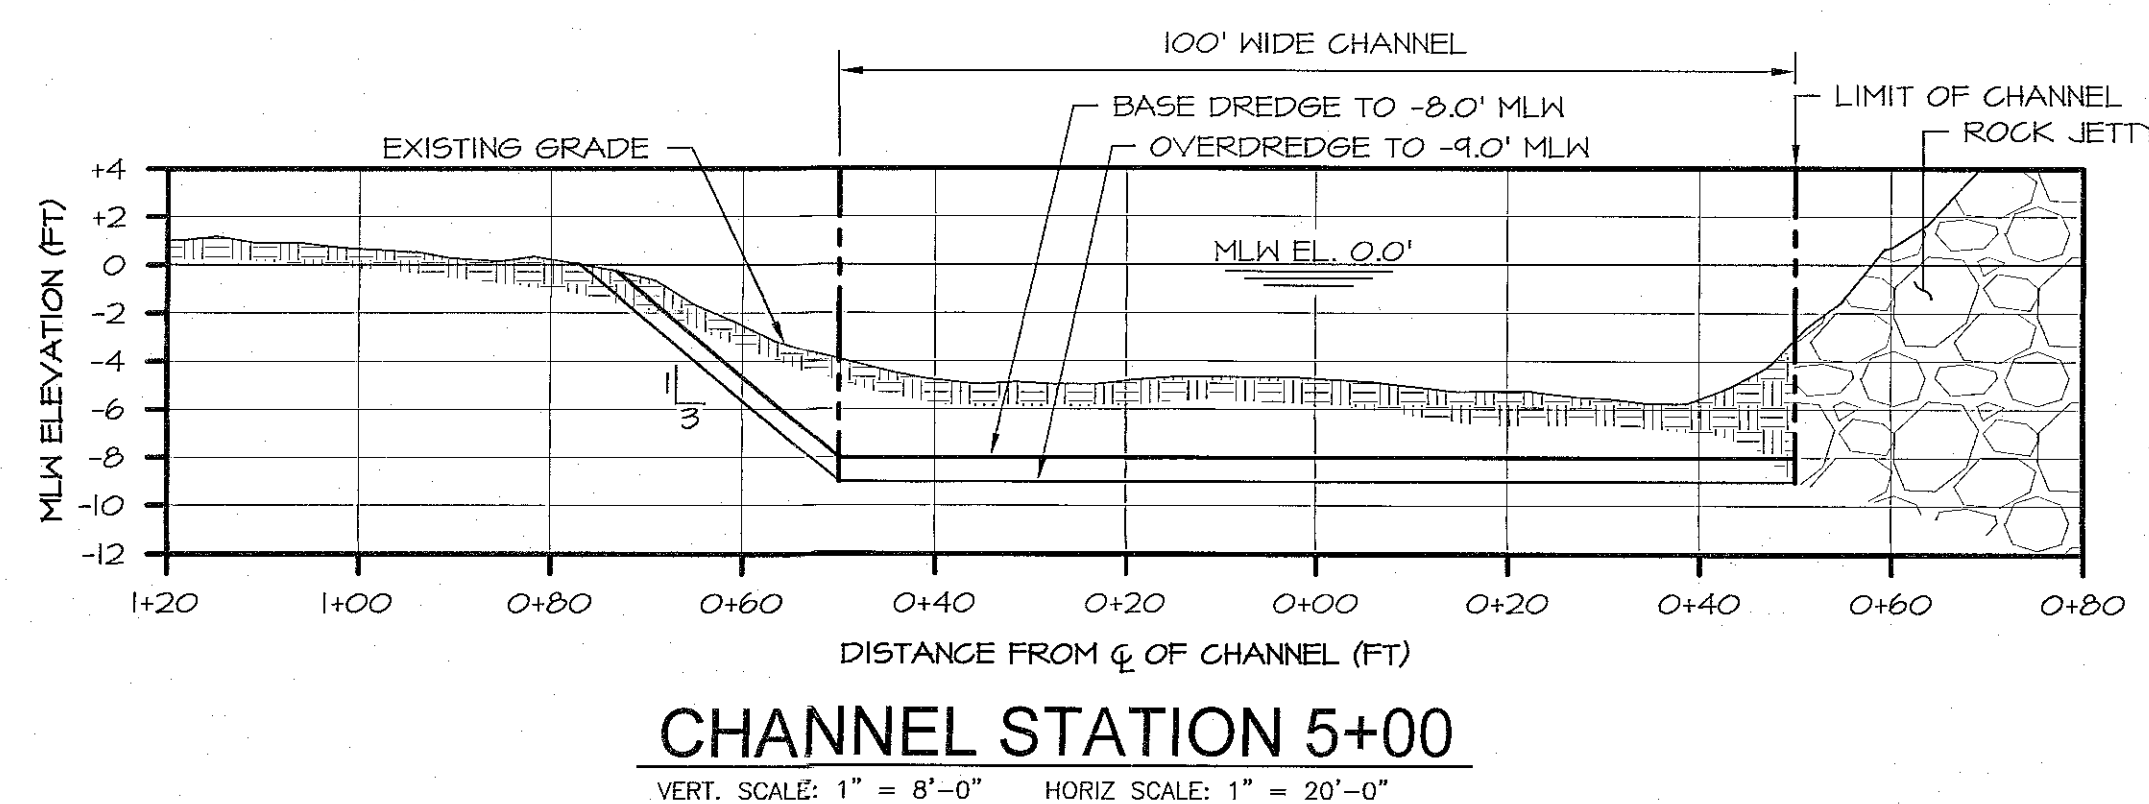 100' WIDE CHANNEL
BASE DREDGE TO -8.0' MLW
LIMIT OF CHANNEL
EXISTING GRADE
OVERDREDGE TO -9.0' MLW
ROCK JETTY
MLW ELEVATION (FT)
+4
+2
0
-2
-4
-6
-8
-10
-12
MLW EL. 0.0'
1
3
1+20 1+00 0+80 0+60 0+40 0+20 0+00 0+20 0+40 0+60 0+80
DISTANCE FROM ℄ OF CHANNEL (FT)
CHANNEL STATION 5+00
VERT. SCALE: 1" = 8'-0" HORIZ SCALE: 1" = 20'-0"